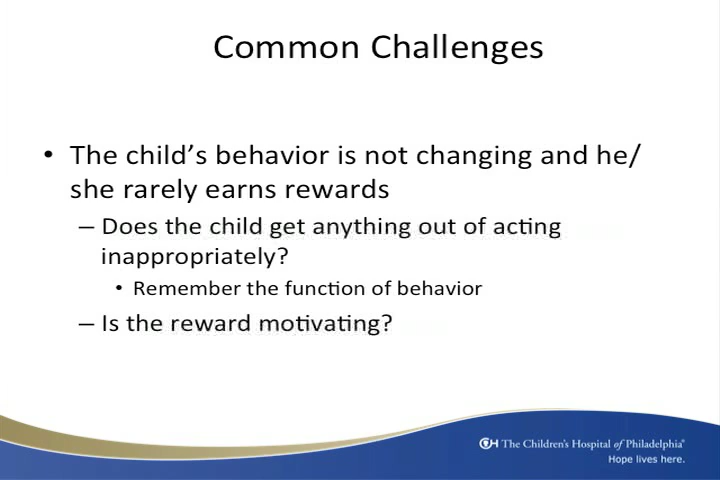 Common Challenges
• The child's behavior is not changing and he/
she rarely earns rewards
– Does the child get anything out of acting
inappropriately?
• Remember the function of behavior
– Is the reward motivating?
CH The Children's Hospital of Philadelphia®
Hope lives here.